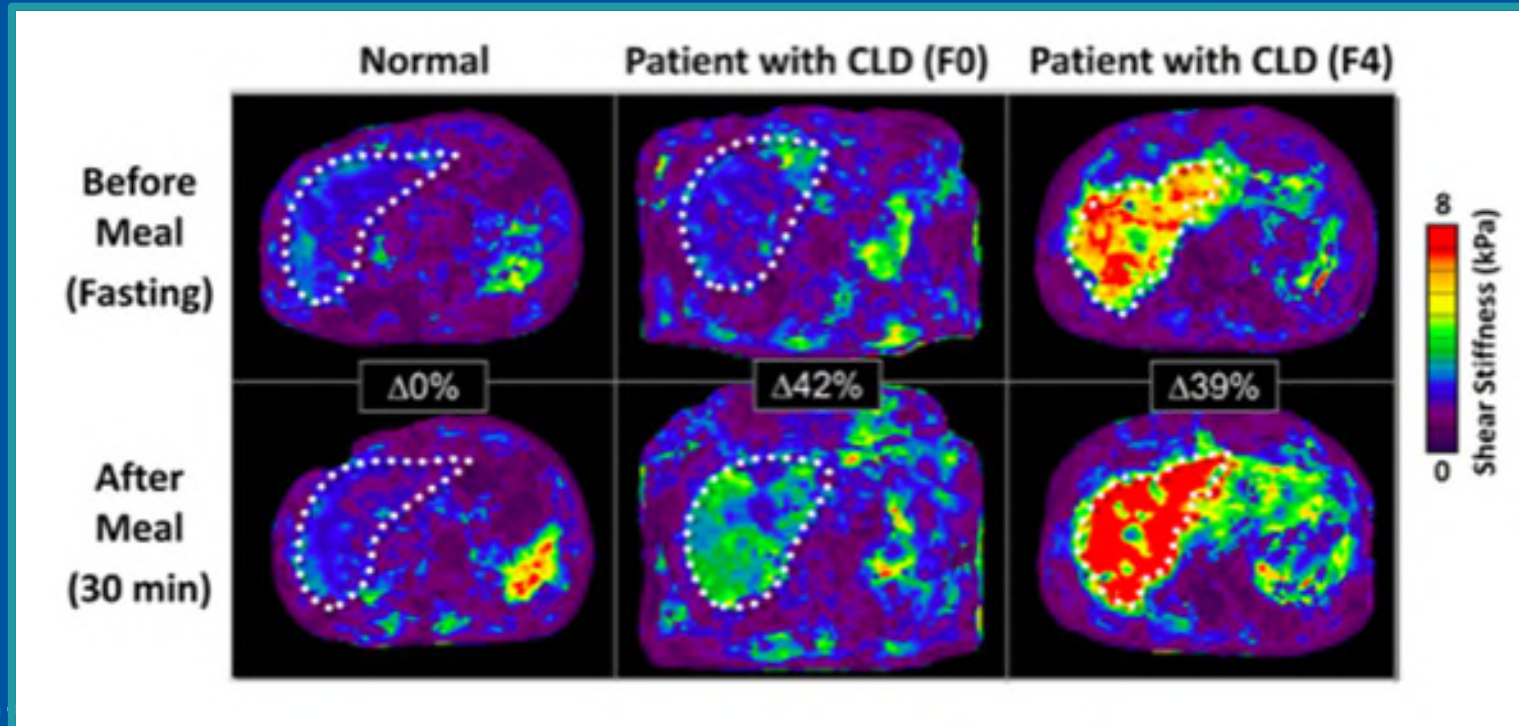 Normal
Patient with CLD (F0)
Patient with CLD (F4)
Before
Meal
(Fasting)
8
Shear Stiffness (kPa)
0
Δ0%
Δ42%
Δ39%
After
Meal
(30 min)